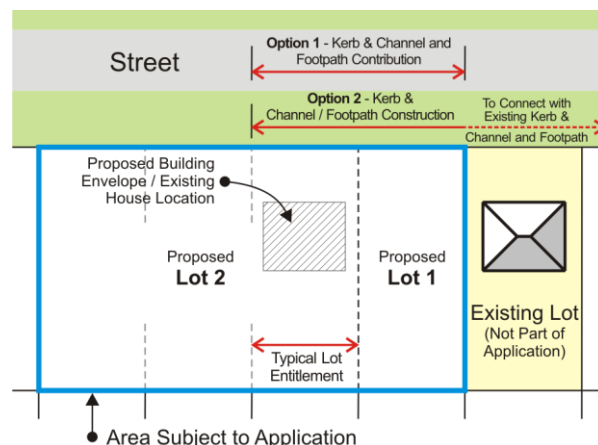 Street
Option 1 - Kerb & Channel and
Footpath Contribution
Option 2 - Kerb &
Channel / Footpath Construction
To Connect with
Existing Kerb &
Channel and Footpath
Proposed Building
Envelope / Existing
House Location
Proposed
Lot 2
Proposed
Lot 1
Existing Lot
(Not Part of
Application)
Typical Lot
Entitlement
Area Subject to Application